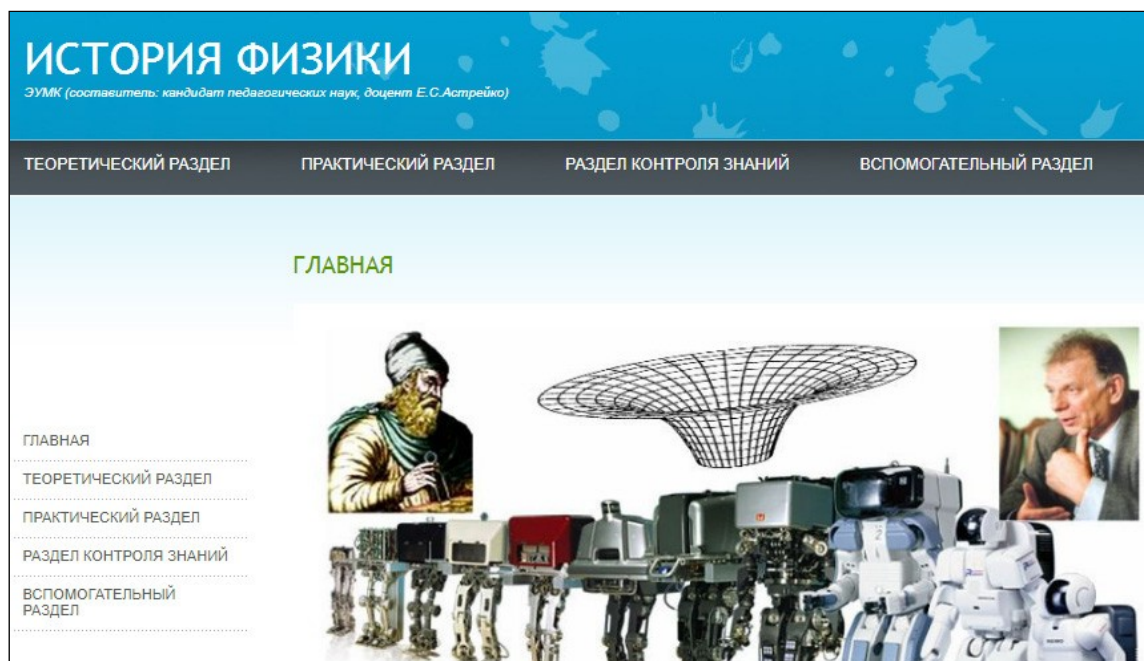 ИСТОРИЯ ФИЗИКИ
ЭУМК (составитель: кандидат педагогических наук, доцент Е.С.Астрейко)
ТЕОРЕТИЧЕСКИЙ РАЗДЕЛ
ПРАКТИЧЕСКИЙ РАЗДЕЛ
РАЗДЕЛ КОНТРОЛЯ ЗНАНИЙ
ВСПОМОГАТЕЛЬНЫЙ РАЗДЕЛ
ГЛАВНАЯ
ГЛАВНАЯ
ТЕОРЕТИЧЕСКИЙ РАЗДЕЛ
ПРАКТИЧЕСКИЙ РАЗДЕЛ
РАЗДЕЛ КОНТРОЛЯ ЗНАНИЙ
ВСПОМОГАТЕЛЬНЫЙ
РАЗДЕЛ